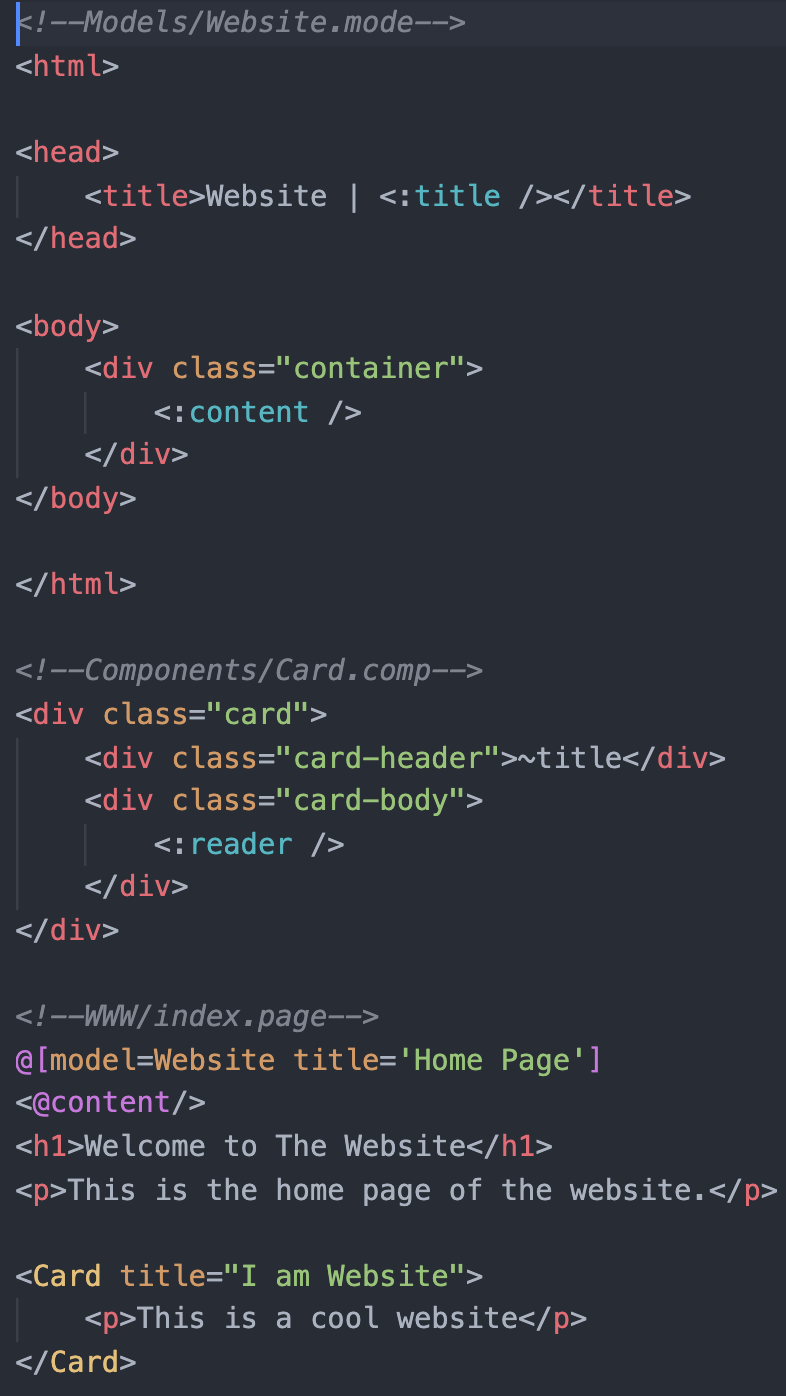 <!--Models/Website.mode-->
<html>
<head>
<title>Website | <:title /></title>
</head>
<body>
<div class="container">
<:content />
</div>
</body>
</html>
<!--Components/Card.comp-->
<div class="card">
<div class="card-header">~title</div>
<div class="card-body">
<:reader />
</div>
</div>
<!--WWW/index.page-->
@[model=Website title='Home Page']
<@content/>
<h1>Welcome to The Website</h1>
<p>This is the home page of the website.</p>
<Card title="I am Website">
<p>This is a cool website</p>
</Card>